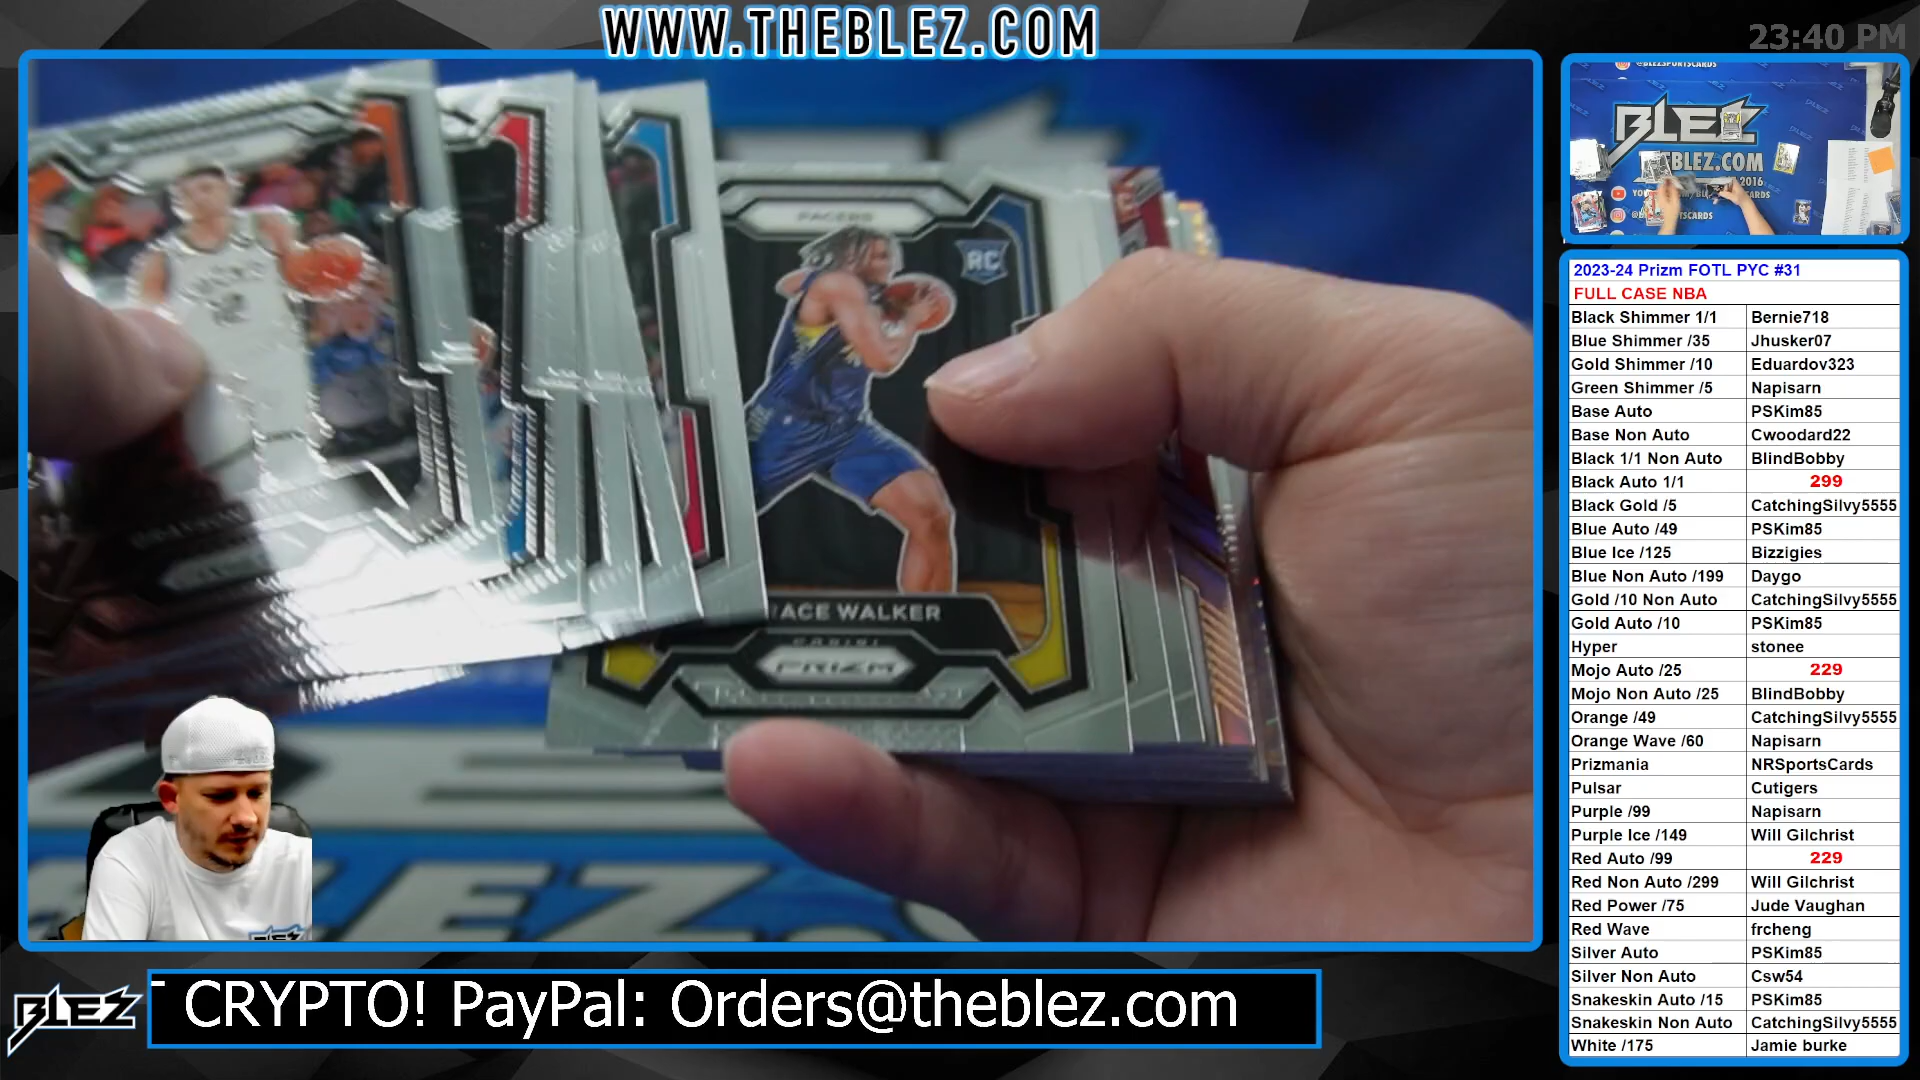 WWW.THEBLEZ.COM
23:40 PM
PACERS
RC
ACE WALKER
PANINI
PRIZM
BLEZ
BLEZ.COM
2016
2023-24 Prizm FOTL PYC #31
FULL CASE NBA
Black Shimmer 1/1 Bernie718
Blue Shimmer /35 Jhusker07
Gold Shimmer /10 Eduardov323
Green Shimmer /5 Napisarn
Base Auto PSKim85
Base Non Auto Cwoodard22
Black 1/1 Non Auto BlindBobby
Black Auto 1/1 299
Black Gold /5 CatchingSilvy5555
Blue Auto /49 PSKim85
Blue Ice /125 Bizzigies
Blue Non Auto /199 Daygo
Gold /10 Non Auto CatchingSilvy5555
Gold Auto /10 PSKim85
Hyper stonee
Mojo Auto /25 229
Mojo Non Auto /25 BlindBobby
Orange /49 CatchingSilvy5555
Orange Wave /60 Napisarn
Prizmania NRSportsCards
Pulsar Cutigers
Purple /99 Napisarn
Purple Ice /149 Will Gilchrist
Red Auto /99 229
Red Non Auto /299 Will Gilchrist
Red Power /75 Jude Vaughan
Red Wave frcheng
Silver Auto PSKim85
Silver Non Auto Csw54
Snakeskin Auto /15 PSKim85
Snakeskin Non Auto CatchingSilvy5555
White /175 Jamie burke
BLEZ
CRYPTO! PayPal: Orders@theblez.com